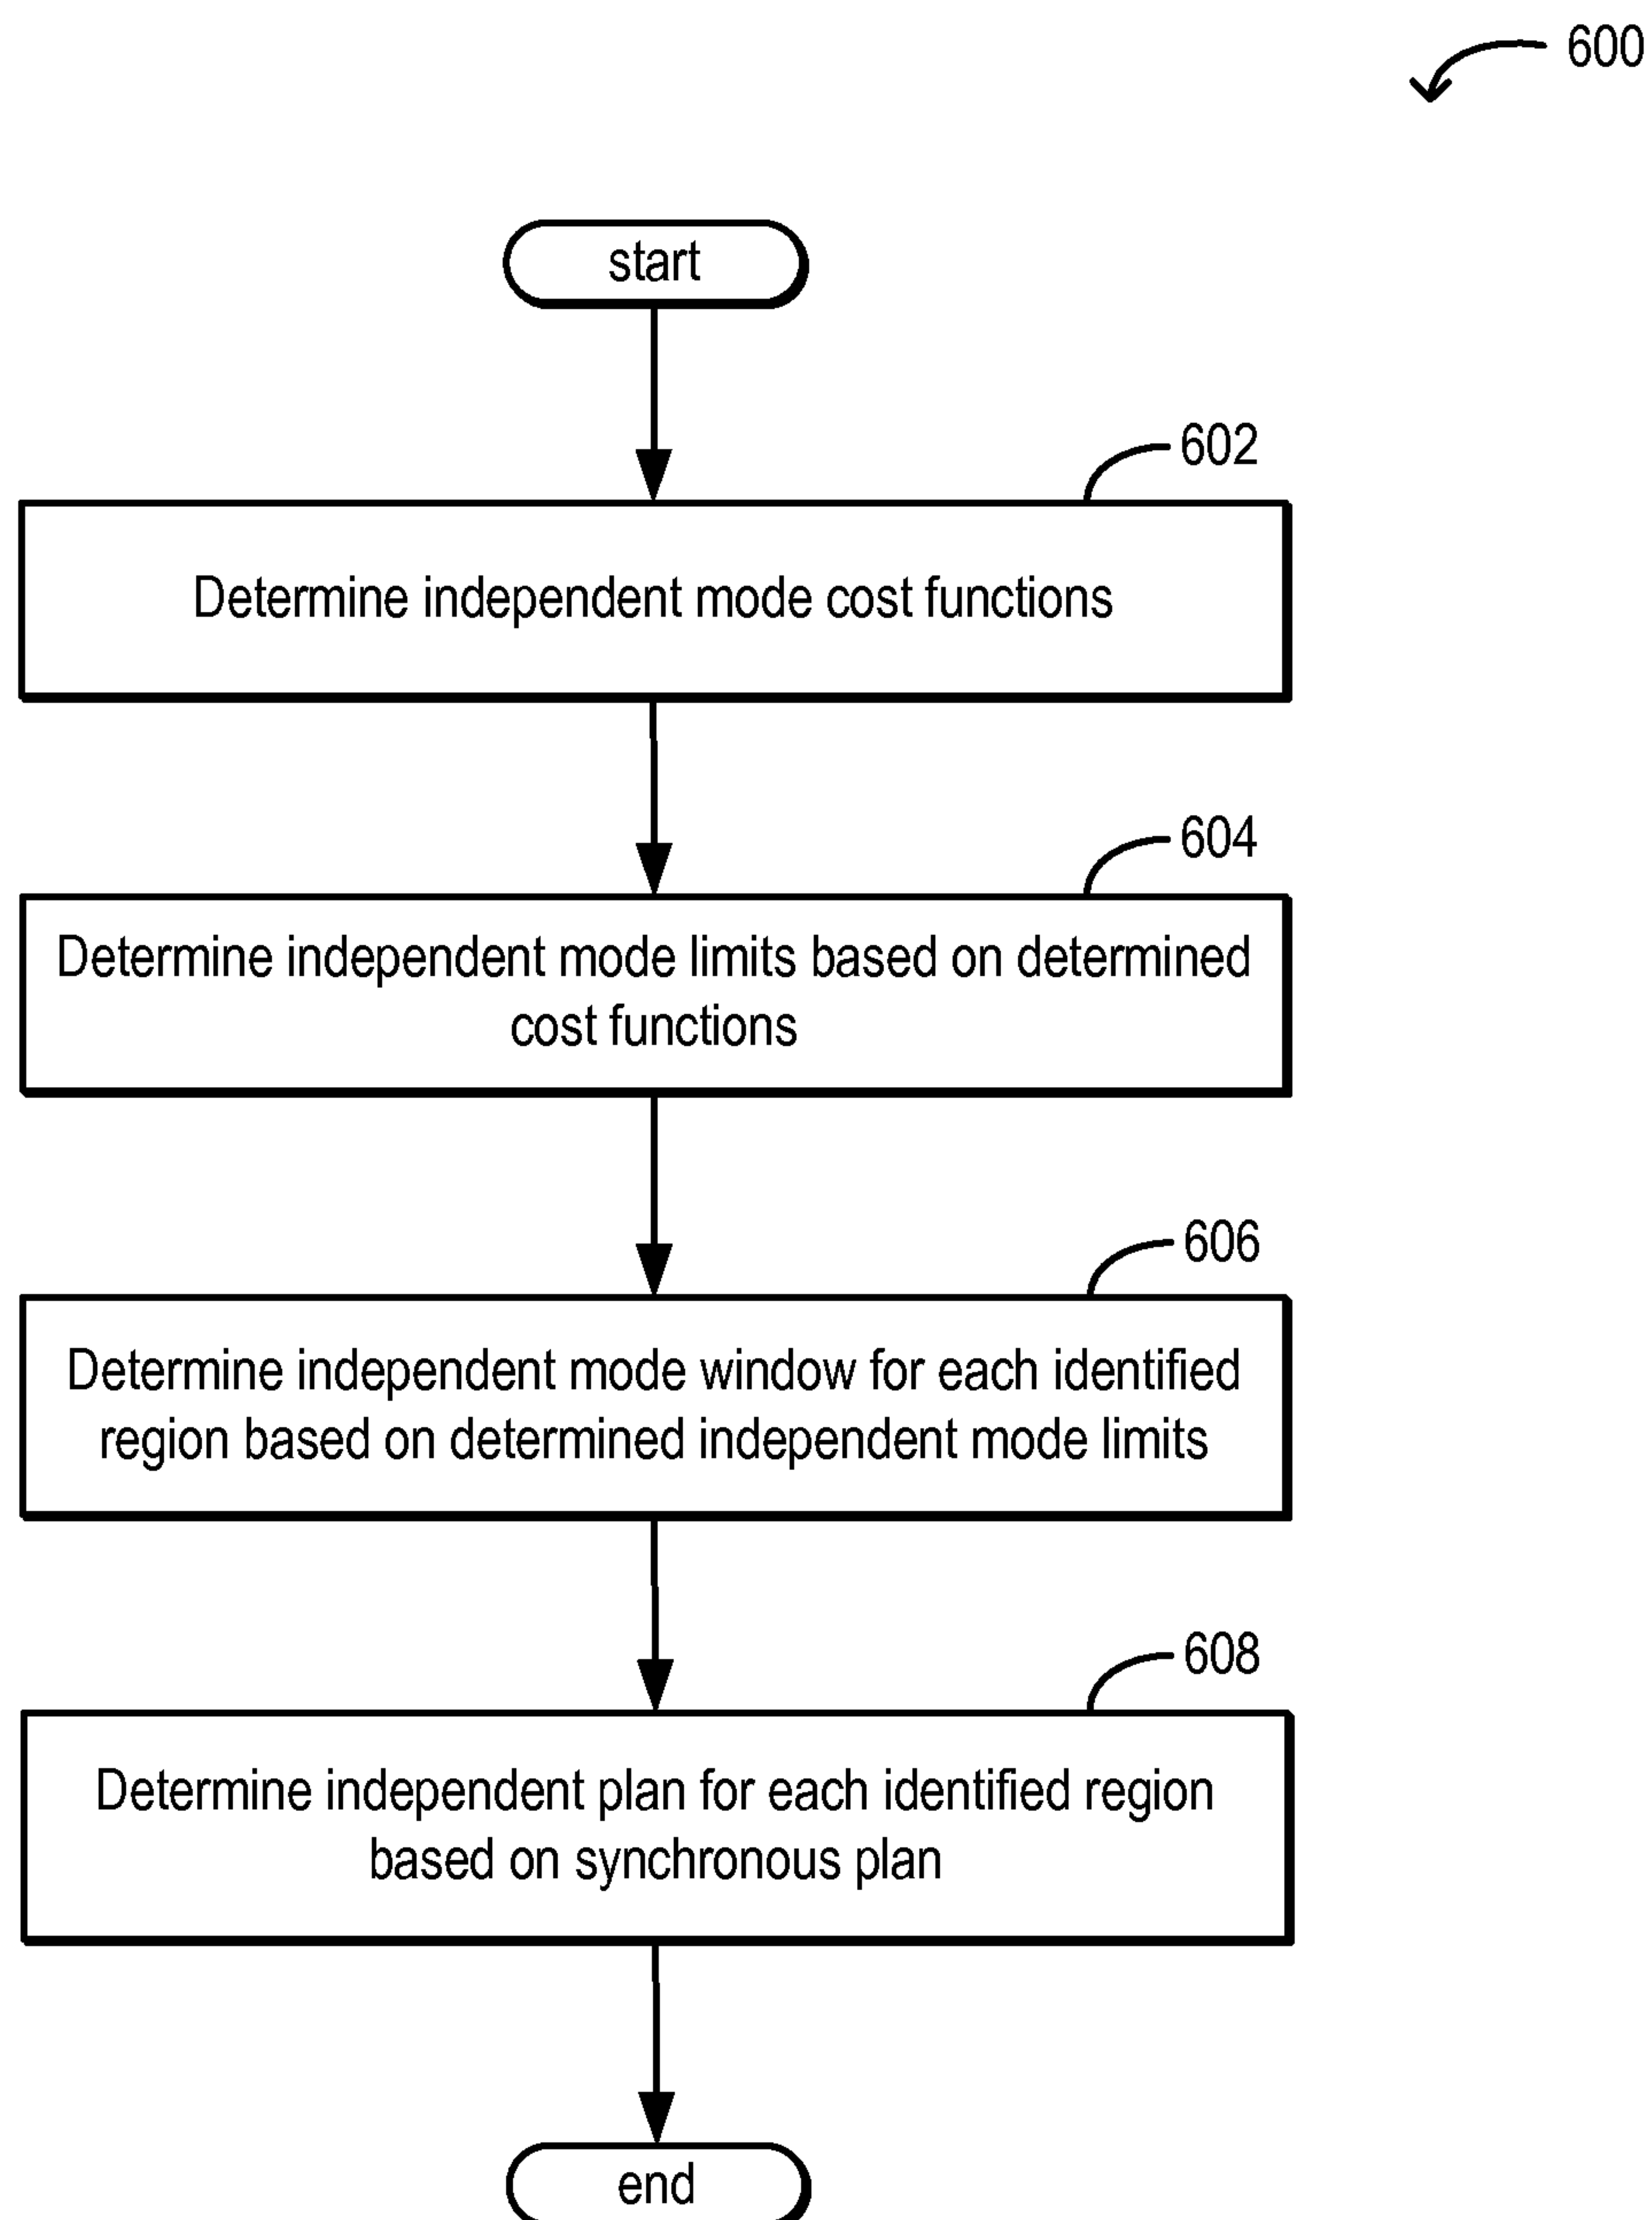 600
start
602
Determine independent mode cost functions
604
Determine independent mode limits based on determined
cost functions
606
Determine independent mode window for each identified
region based on determined independent mode limits
608
Determine independent plan for each identified region
based on synchronous plan
end